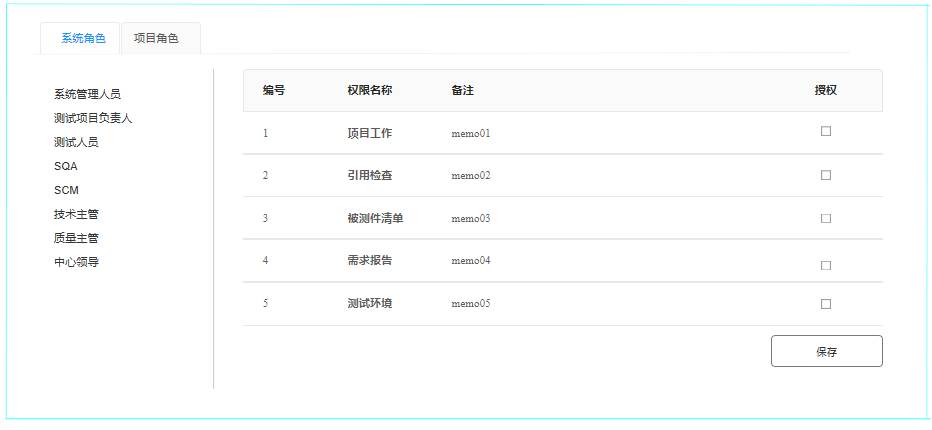 系统角色 项目角色
系统管理人员
测试项目负责人
测试人员
SQA
SCM
技术主管
质量主管
中心领导
编号 权限名称 备注 授权
1 顶目工作 memo01
2 引用检查 memo02
3 被测件清单 memo03
4 需求报告 memo04
5 测试环境 memo05
保存